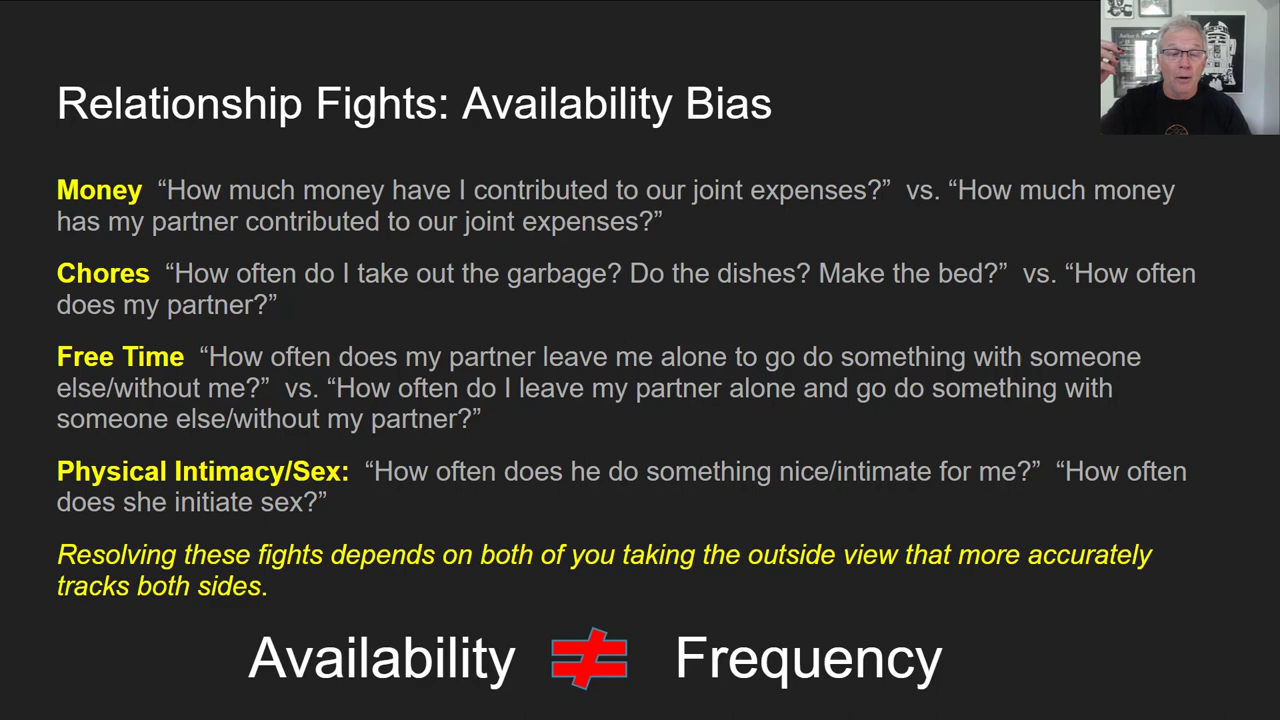 Relationship Fights: Availability Bias
Money “How much money have I contributed to our joint expenses?” vs. “How much money
has my partner contributed to our joint expenses?”
Chores “How often do I take out the garbage? Do the dishes? Make the bed?” vs. “How often
does my partner?”
Free Time “How often does my partner leave me alone to go do something with someone
else/without me?” vs. “How often do I leave my partner alone and go do something with
someone else/without my partner?”
Physical Intimacy/Sex: “How often does he do something nice/intimate for me?” “How often
does she initiate sex?”
Resolving these fights depends on both of you taking the outside view that more accurately
tracks both sides.
Availability ≠ Frequency